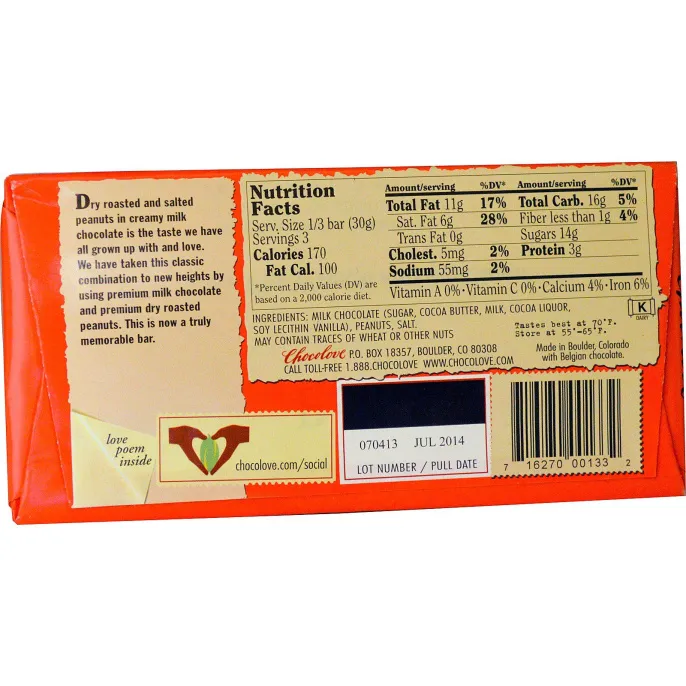 Dry roasted and salted
peanuts in creamy milk
chocolate is the taste we have
all grown up with and love.
We have taken this classic
combination to new heights by
using premium milk chocolate
and premium dry roasted
peanuts. This is now a truly
memorable bar.
love
poem
inside
chocolove.com/social
Nutrition
Facts
Serv. Size 1/3 bar (30g)
Servings 3
Calories 170
Fat Cal. 100
*Percent Daily Values (DV) are
based on a 2,000 calorie diet.
Amount/serving %DV*
Total Fat 11g 17%
Sat. Fat 6g 28%
Trans Fat 0g
Cholest. 5mg 2%
Sodium 55mg 2%
Amount/serving %DV*
Total Carb. 16g 5%
Fiber less than 1g 4%
Sugars 14g
Protein 3g
Vitamin A 0% · Vitamin C 0% · Calcium 4% · Iron 6%
INGREDIENTS: MILK CHOCOLATE (SUGAR, COCOA BUTTER, MILK, COCOA LIQUOR,
SOY LECITHIN VANILLA), PEANUTS, SALT.
MAY CONTAIN TRACES OF WHEAT OR OTHER NUTS
K
DAIRY
Tastes best at 70°F.
Store at 55°-65°F.
Chocolove P.O. BOX 18357, BOULDER, CO 80308
CALL TOLL-FREE 1.888.CHOCOLOVE WWW.CHOCOLOVE.COM
Made in Boulder, Colorado
with Belgian chocolate.
070413 JUL 2014
LOT NUMBER / PULL DATE
7 16270 00133 2